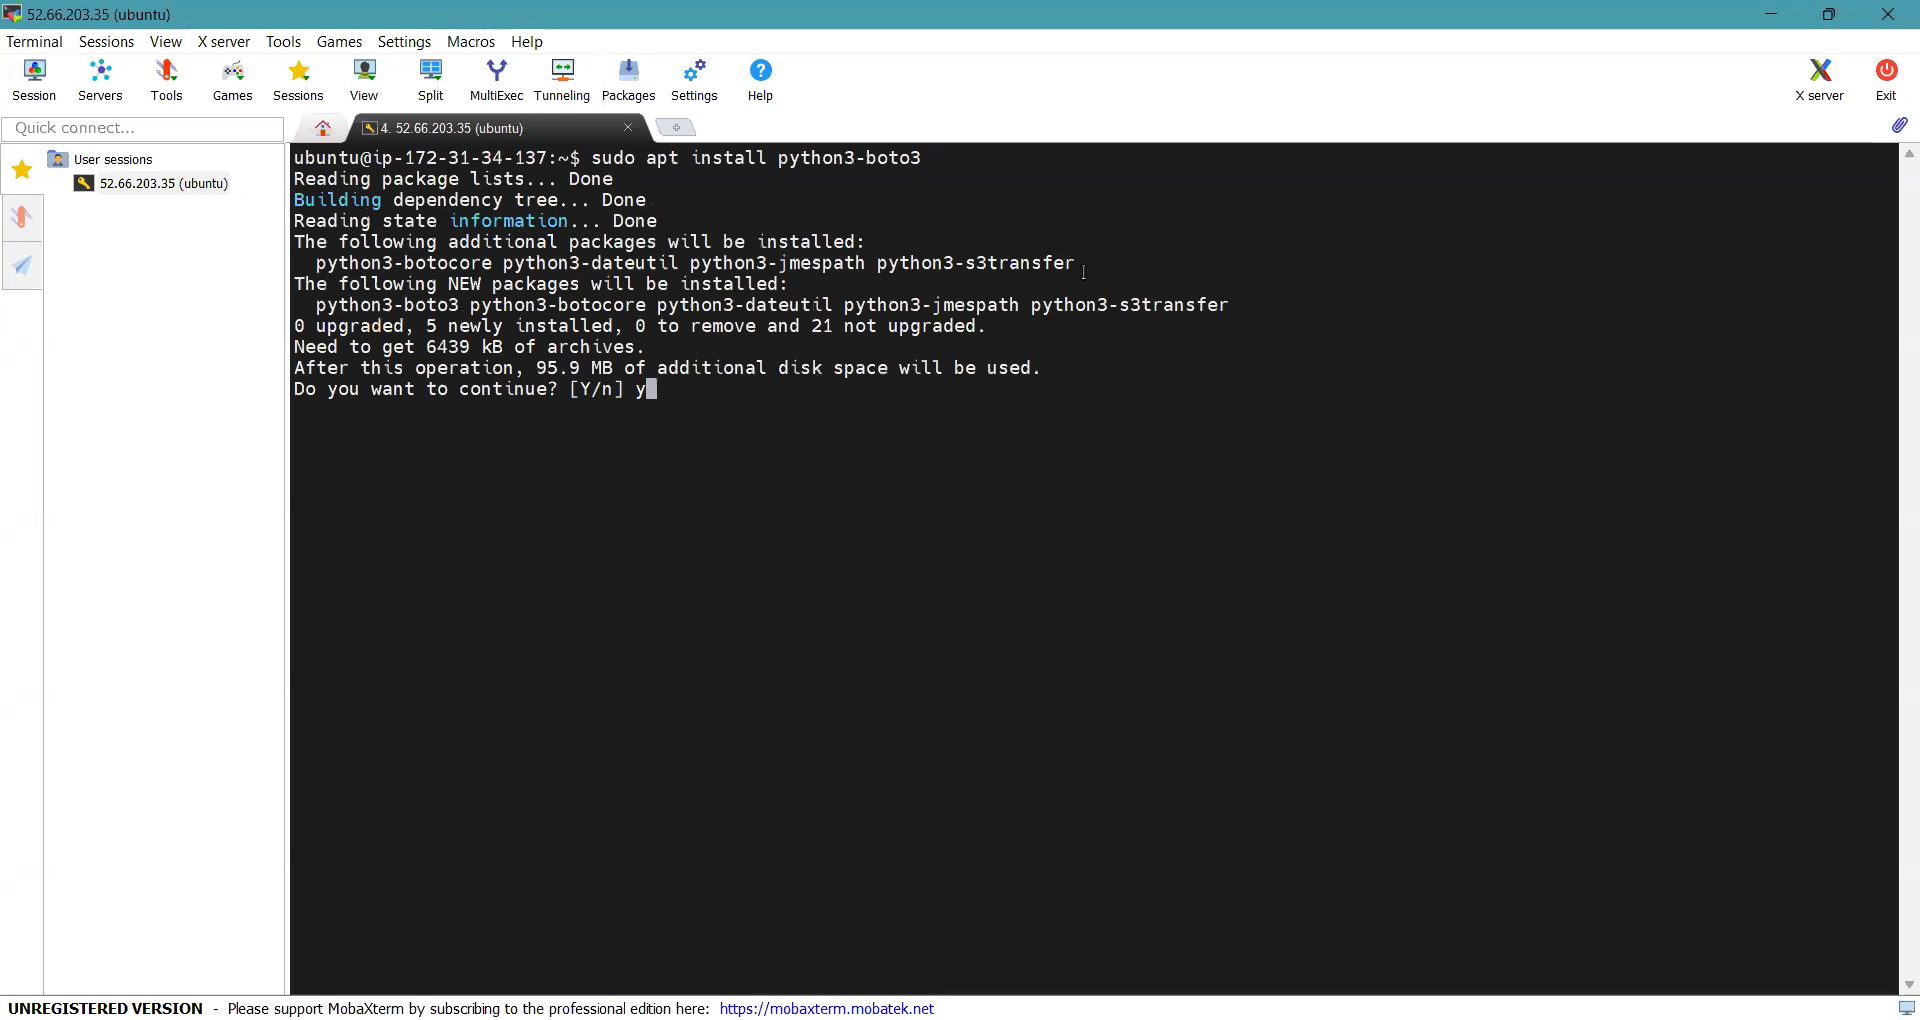 52.66.203.35 (ubuntu)
Terminal Sessions View X server Tools Games Settings Macros Help
Session Servers Tools Games Sessions View Split MultiExec Tunneling Packages Settings Help X server Exit
Quick connect...
4. 52.66.203.35 (ubuntu)
User sessions
52.66.203.35 (ubuntu)
ubuntu@ip-172-31-34-137:~$ sudo apt install python3-boto3
Reading package lists... Done
Building dependency tree... Done
Reading state information... Done
The following additional packages will be installed:
python3-botocore python3-dateutil python3-jmespath python3-s3transfer
The following NEW packages will be installed:
python3-boto3 python3-botocore python3-dateutil python3-jmespath python3-s3transfer
0 upgraded, 5 newly installed, 0 to remove and 21 not upgraded.
Need to get 6439 kB of archives.
After this operation, 95.9 MB of additional disk space will be used.
Do you want to continue? [Y/n] y
UNREGISTERED VERSION - Please support MobaXterm by subscribing to the professional edition here: https://mobaxterm.mobatek.net